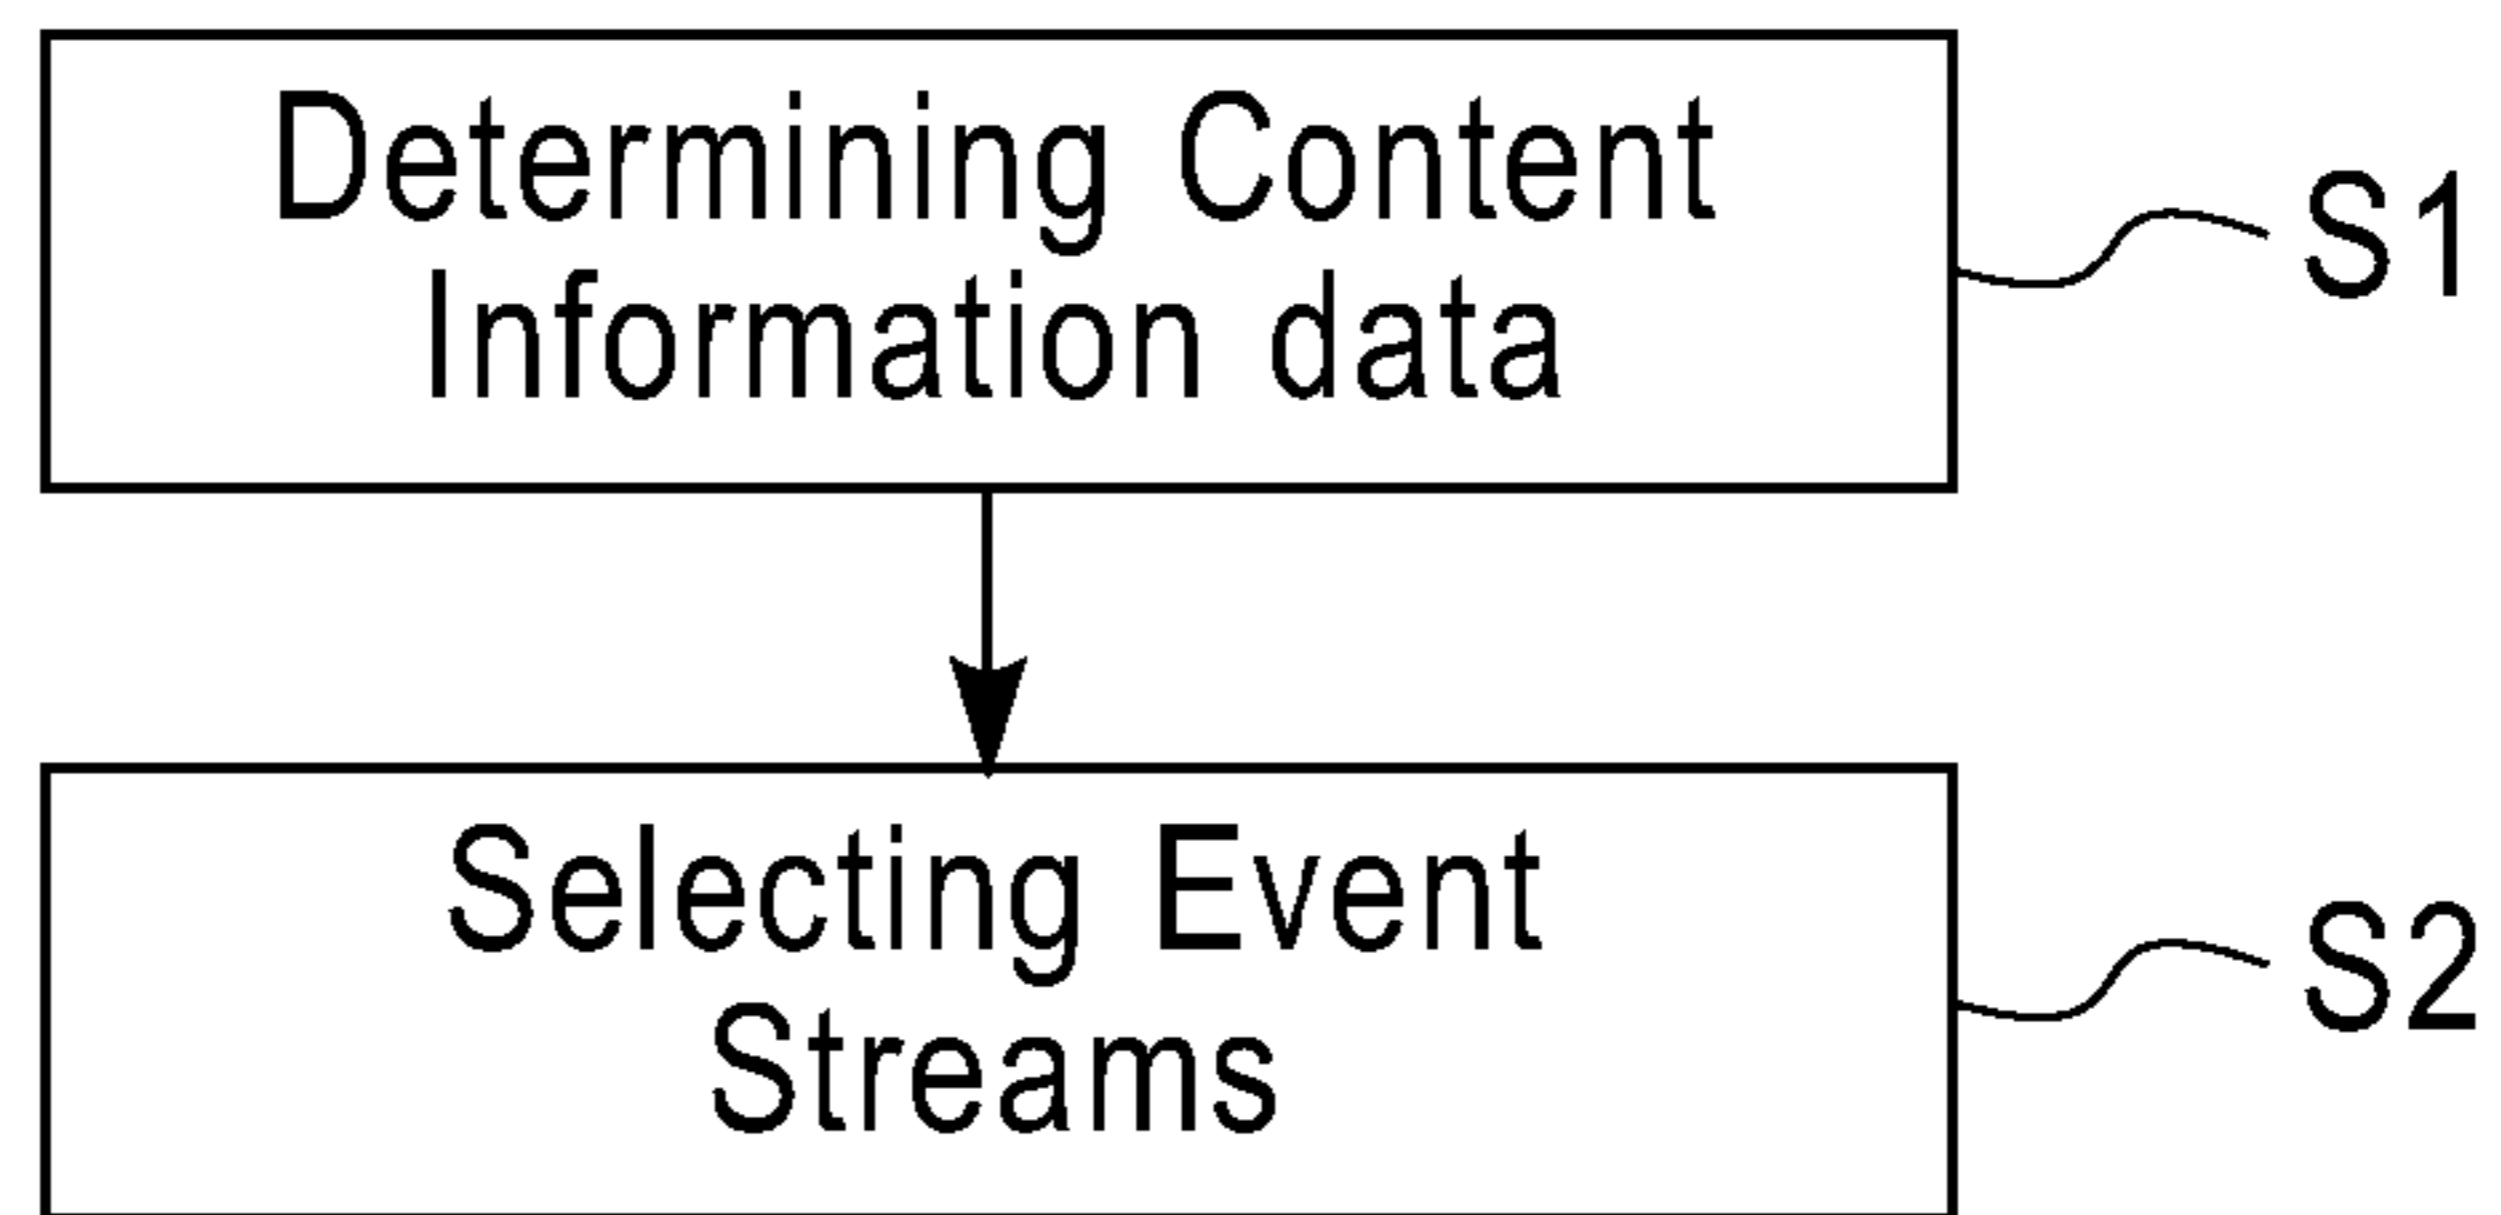 Determining Content
Information data
S1
Selecting Event
Streams
S2